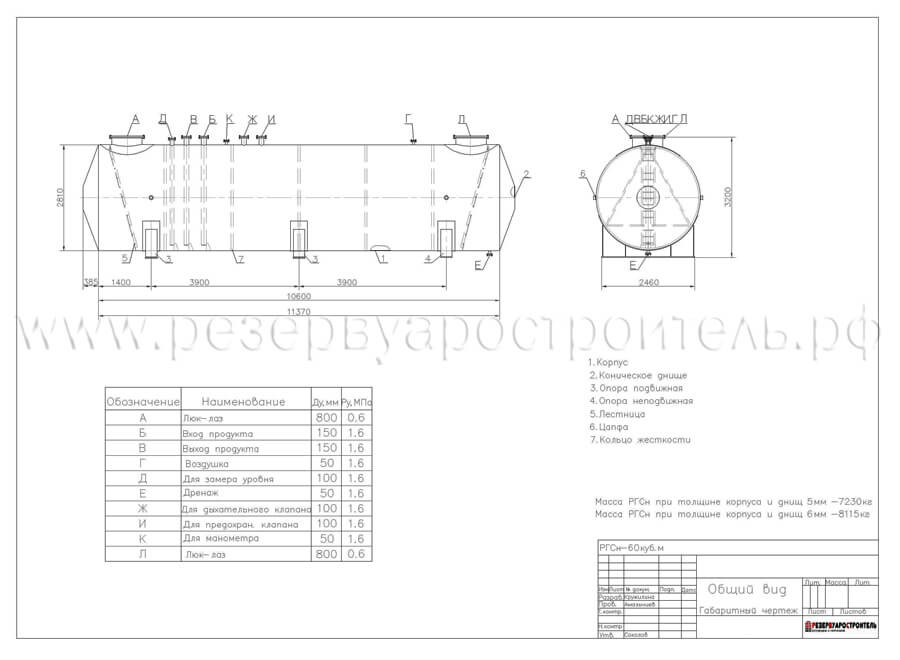 А Д В Б К Ж И Г Л
А ДВБКЖИГЛ
2810
2
6
3200
5 3 7 3 1 4 Е
Е
385 1400 3900 3900
2460
10600
11370
www.резервуаростроитель.рф
1.Корпус
2.Коническое днище
3.Опора подвижная
4.Опора неподвижная
5.Лестница
6.Цапфа
7.Кольцо жесткости
Обозначение Наименование Ду,мм Ру,МПа
А Люк-лаз 800 0.6
Б Вход продукта 150 1.6
В Выход продукта 150 1.6
Г Воздушка 50 1.6
Д Для замера уровня 100 1.6
Е Дренаж 50 1.6
Ж Для дыхательного клапана 100 1.6
И Для предохран. клапана 100 1.6
К Для манометра 50 1.6
Л Люк-лаз 800 0.6
Масса РГСн при толщине корпуса и днищ 5мм -7230кг
Масса РГСн при толщине корпуса и днищ 6мм -8115кг
РГСн-60куб.м
Изм Лист № докум. Подп. Дата
Разраб. Кружилина
Пров.
Т.контр.
Н.контр.
Утв. Соколов
Общий вид
Габаритный чертеж
Лит. Масса Лит.
Лист Листов
РЕЗЕРВУАРОСТРОИТЕЛЬ